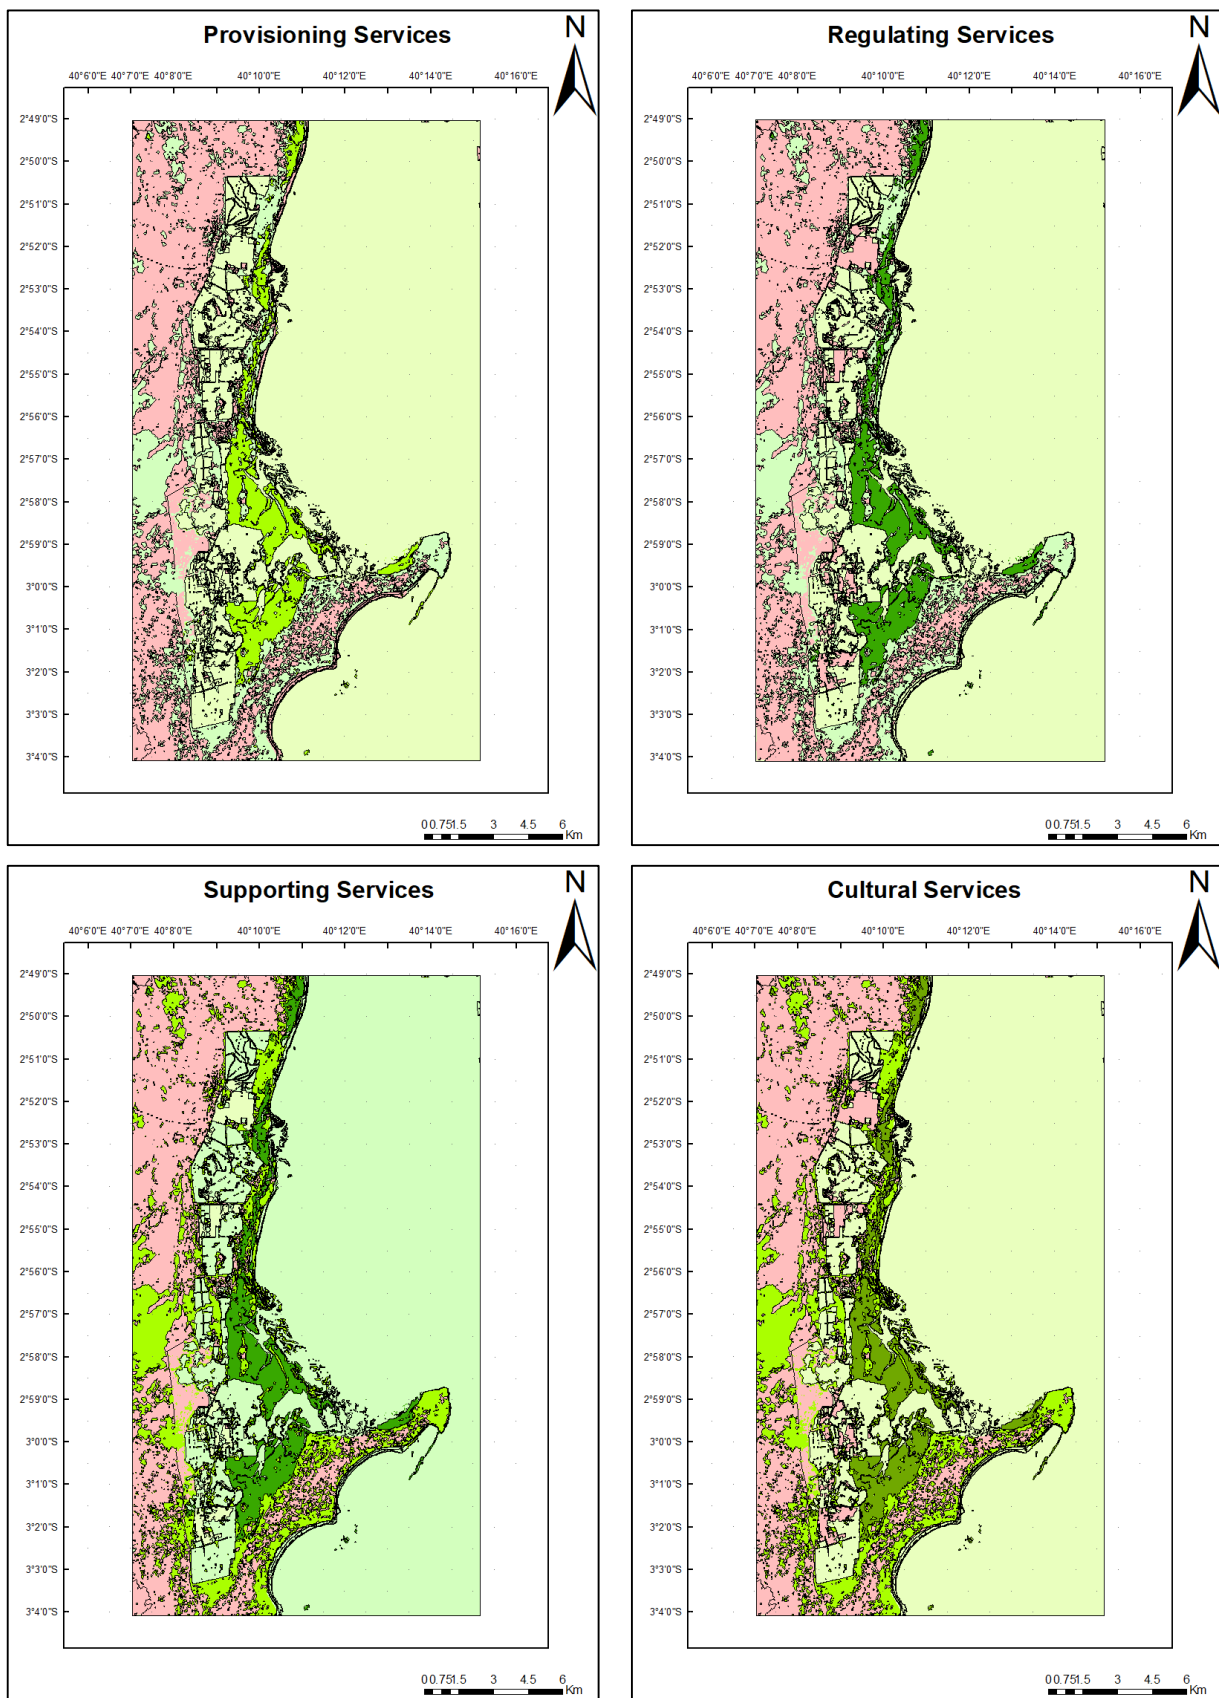 Provisioning Services
N
40°6'0"E 40°7'0"E 40°8'0"E 40°10'0"E 40°12'0"E 40°14'0"E 40°16'0"E
2°49'0"S
2°50'0"S
2°51'0"S
2°52'0"S
2°53'0"S
2°54'0"S
2°55'0"S
2°56'0"S
2°57'0"S
2°58'0"S
2°59'0"S
3°0'0"S
3°1'0"S
3°2'0"S
3°3'0"S
3°4'0"S
0 0.75 1.5 3 4.5 6
Km
Regulating Services
N
40°6'0"E 40°7'0"E 40°8'0"E 40°10'0"E 40°12'0"E 40°14'0"E 40°16'0"E
2°49'0"S
2°50'0"S
2°51'0"S
2°52'0"S
2°53'0"S
2°54'0"S
2°55'0"S
2°56'0"S
2°57'0"S
2°58'0"S
2°59'0"S
3°0'0"S
3°1'0"S
3°2'0"S
3°3'0"S
3°4'0"S
0 0.75 1.5 3 4.5 6
Km
Supporting Services
N
40°6'0"E 40°7'0"E 40°8'0"E 40°10'0"E 40°12'0"E 40°14'0"E 40°16'0"E
2°49'0"S
2°50'0"S
2°51'0"S
2°52'0"S
2°53'0"S
2°54'0"S
2°55'0"S
2°56'0"S
2°57'0"S
2°58'0"S
2°59'0"S
3°0'0"S
3°1'0"S
3°2'0"S
3°3'0"S
3°4'0"S
0 0.75 1.5 3 4.5 6
Km
Cultural Services
N
40°6'0"E 40°7'0"E 40°8'0"E 40°10'0"E 40°12'0"E 40°14'0"E 40°16'0"E
2°49'0"S
2°50'0"S
2°51'0"S
2°52'0"S
2°53'0"S
2°54'0"S
2°55'0"S
2°56'0"S
2°57'0"S
2°58'0"S
2°59'0"S
3°0'0"S
3°1'0"S
3°2'0"S
3°3'0"S
3°4'0"S
0 0.75 1.5 3 4.5 6
Km